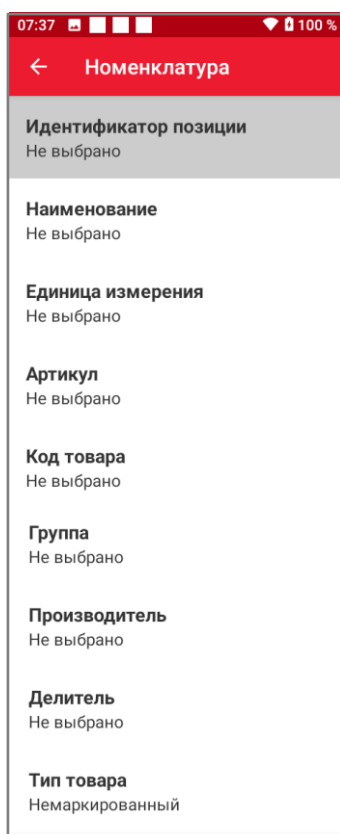 07:37 100 %
Номенклатура
Идентификатор позиции
Не выбрано
Наименование
Не выбрано
Единица измерения
Не выбрано
Артикул
Не выбрано
Код товара
Не выбрано
Группа
Не выбрано
Производитель
Не выбрано
Делитель
Не выбрано
Тип товара
Немаркированный